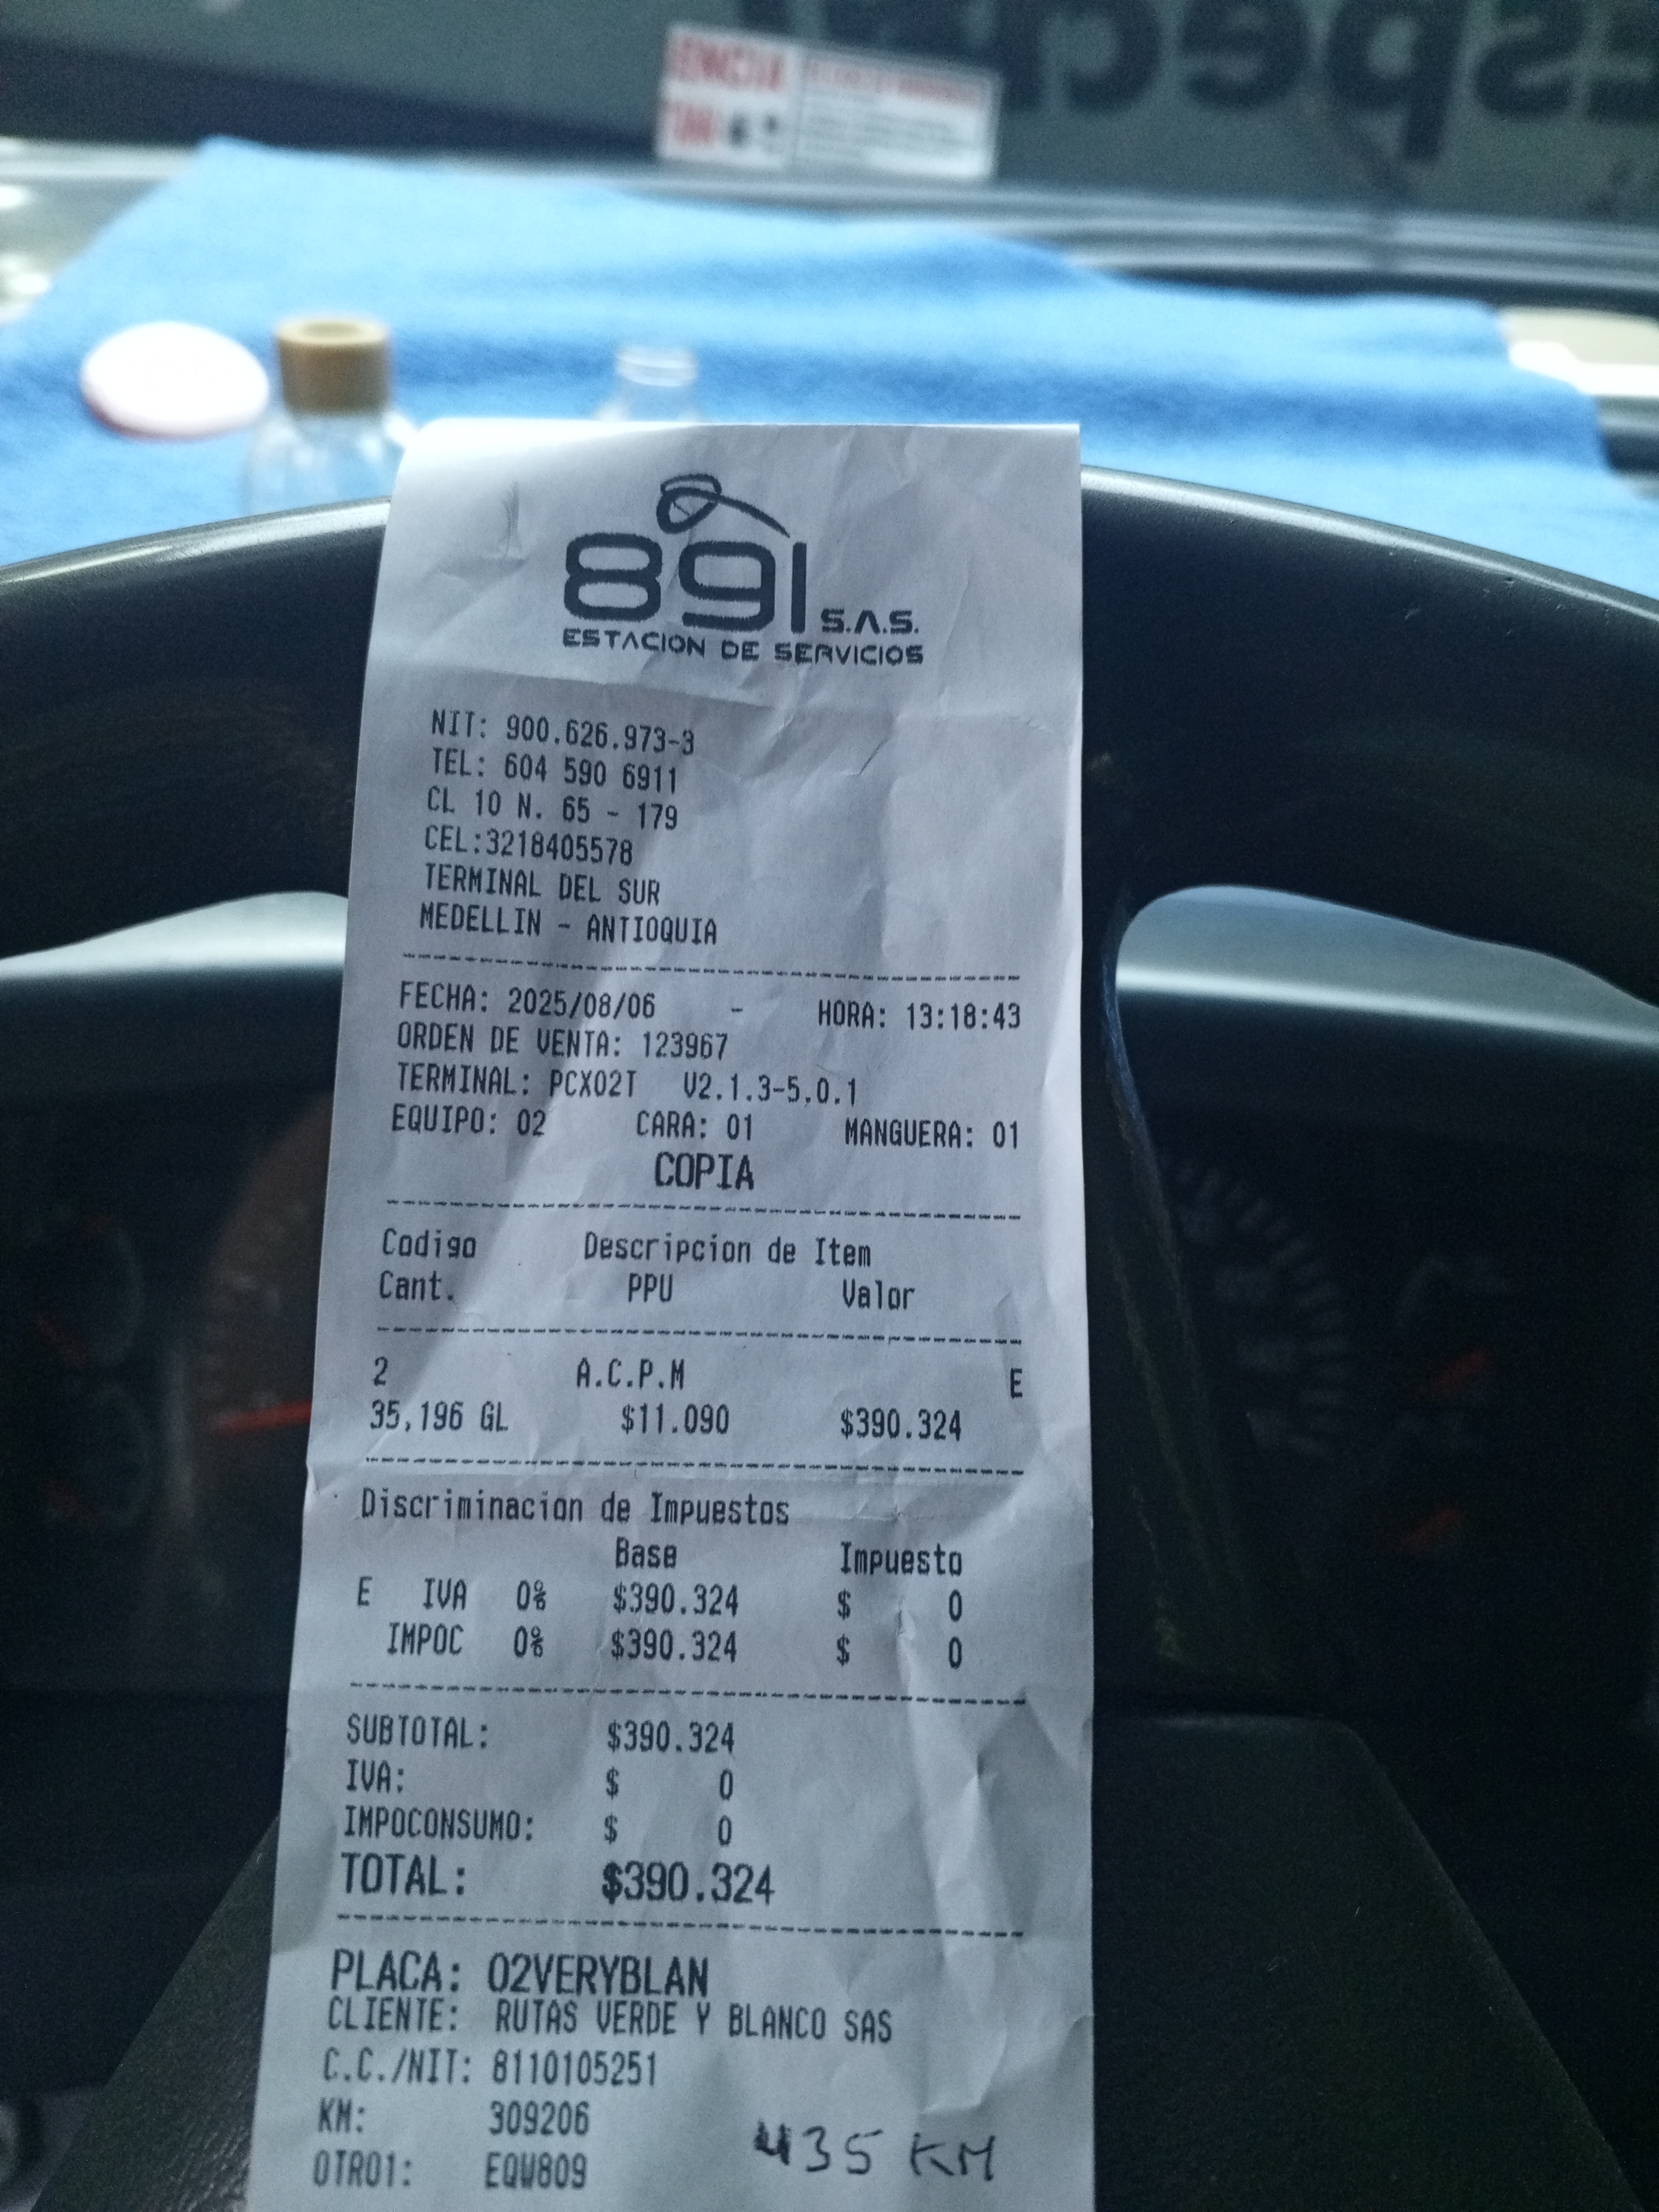 891 S.A.S.
ESTACION DE SERVICIOS
NIT: 900.626.973-3
TEL: 604 590 6911
CL 10 N. 65 - 179
CEL:3218405578
TERMINAL DEL SUR
MEDELLIN - ANTIOQUIA
FECHA: 2025/08/06 - HORA: 13:18:43
ORDEN DE VENTA: 123967
TERMINAL: PCX02T V2.1.3-5.0.1
EQUIPO: 02 CARA: 01 MANGUERA: 01
COPIA
Codigo Descripcion de Item
Cant. PPU Valor
2 A.C.P.M E
35,196 GL $11.090 $390.324
Discriminacion de Impuestos
Base Impuesto
E IVA 0% $390.324 $ 0
IMPOC 0% $390.324 $ 0
SUBTOTAL: $390.324
IVA: $ 0
IMPOCONSUMO: $ 0
TOTAL: $390.324
PLACA: 02VERYBLAN
CLIENTE: RUTAS VERDE Y BLANCO SAS
C.C./NIT: 8110105251
KM: 309206
OTRO1: EQW809
435 KM